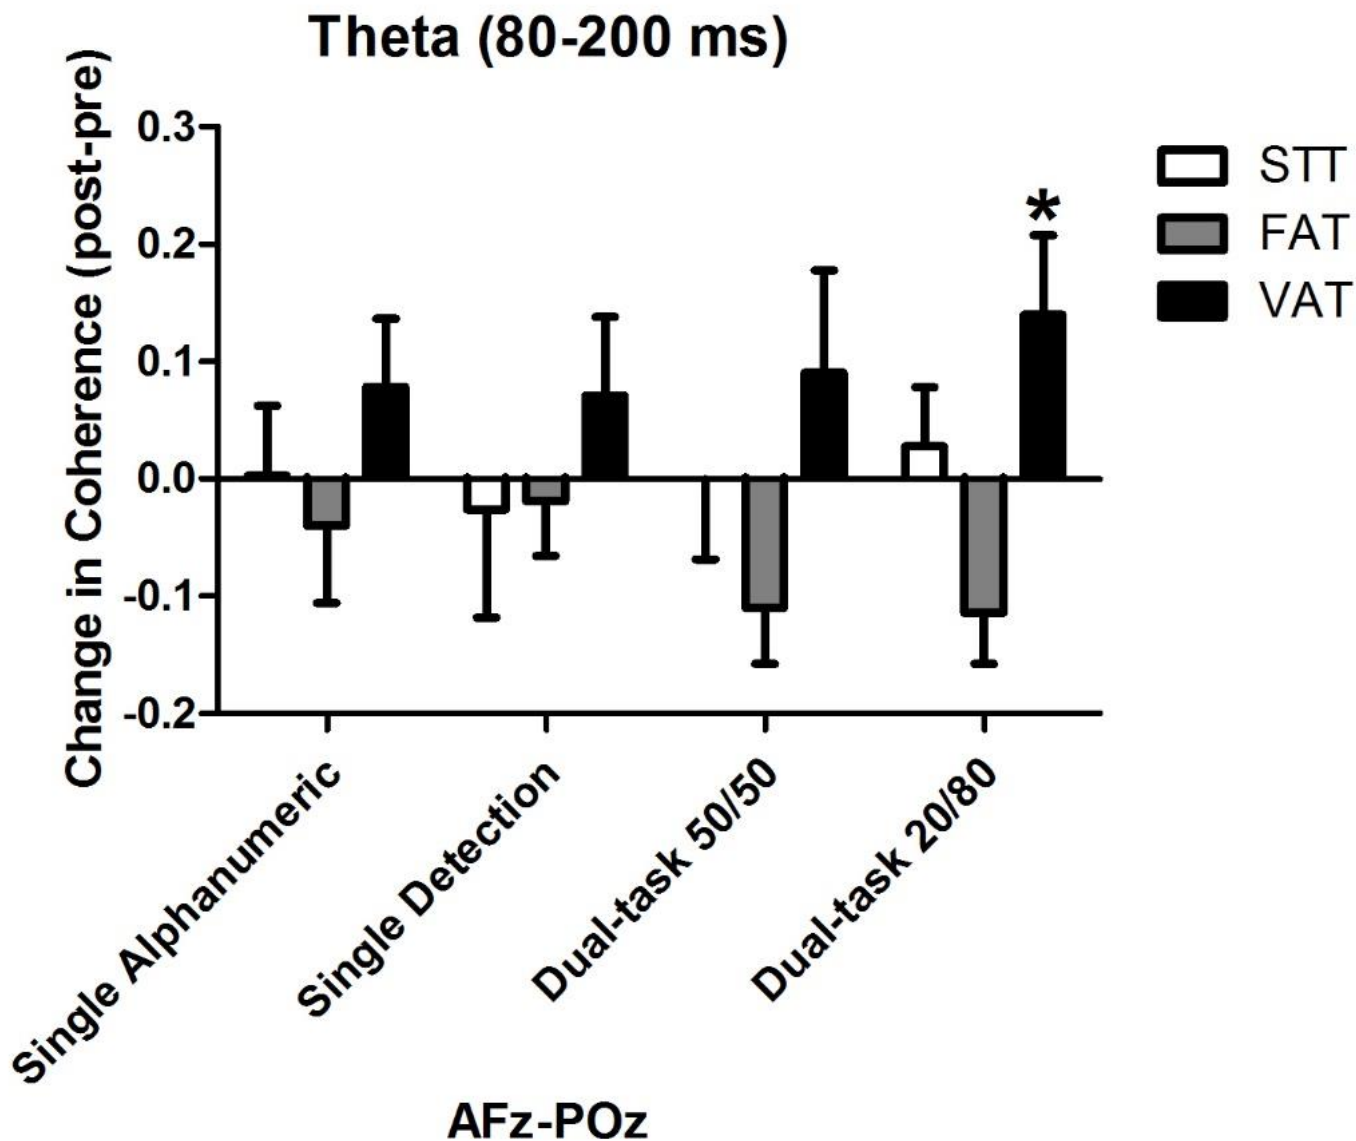 Theta (80-200 ms)
Change in Coherence (post-pre)
0.3
0.2
0.1
0.0
-0.1
-0.2
*
STT
FAT
VAT
Single Alphanumeric
Single Detection
Dual-task 50/50
Dual-task 20/80
AFz-POz